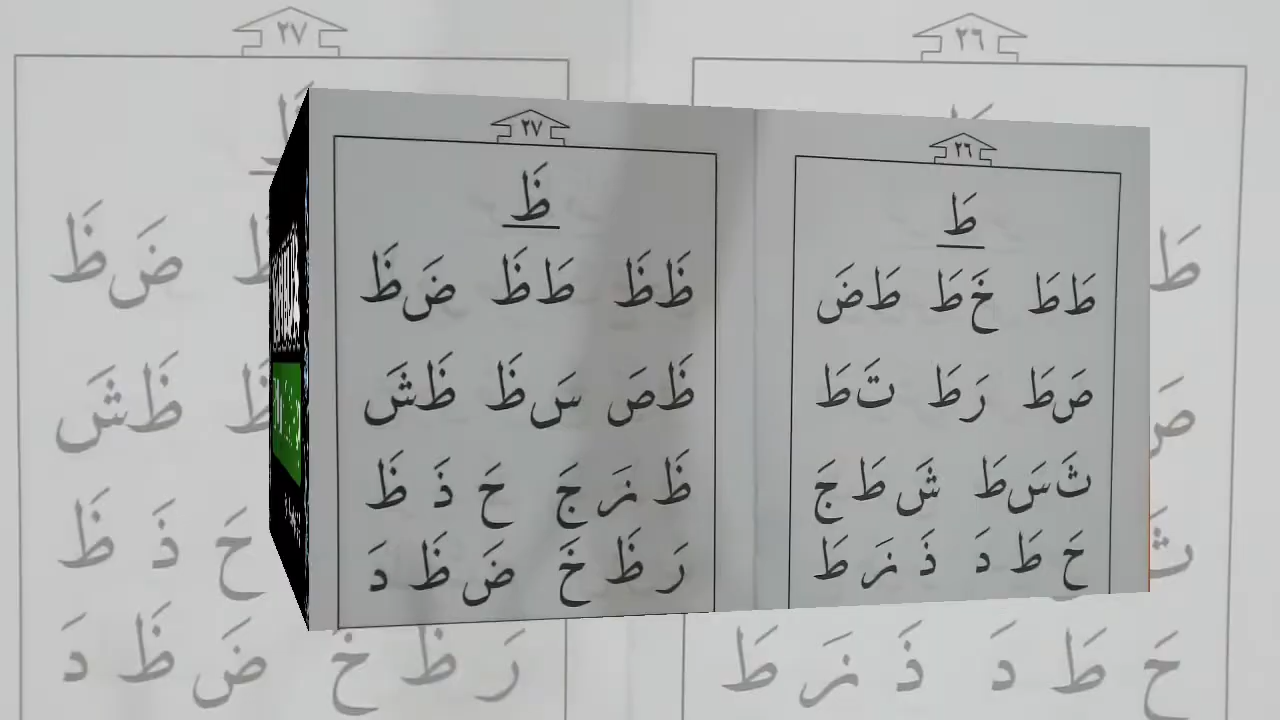 ٢٦
طَ
طَطَ خَ طَ طَضَ
صَطَ رَطَ تَطَ
ثَسَطَ شَ طَ جَ
حَ طَ دَ ذَ زَ طَ
٢٧
ظَ
ظَظَ طَظَ ضَظَ
ظَصَ سَظَ ظَشَ
ظَ زَ جَ حَ ذَ ظَ
رَ ظَ خَ ضَ ظَ دَ